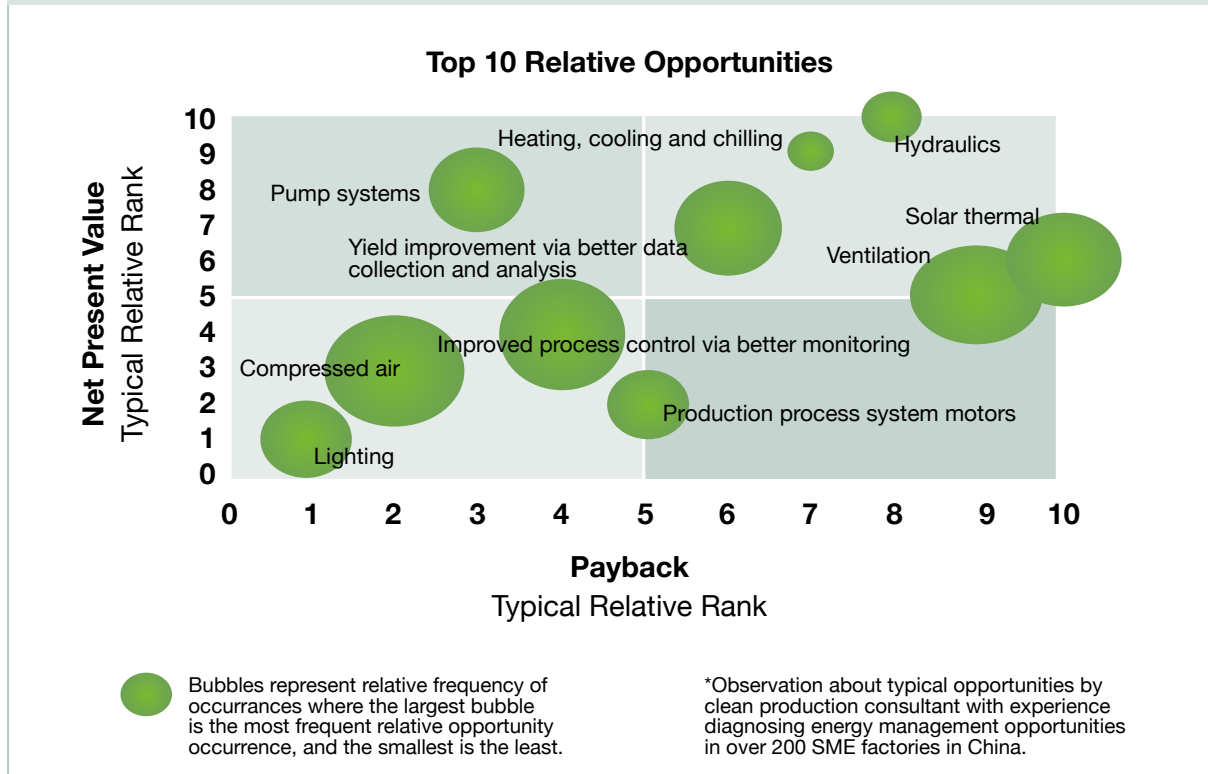 Top 10 Relative Opportunities
Net Present Value
Typical Relative Rank
10
9
8
7
6
5
4
3
2
1
0
Heating, cooling and chilling
Hydraulics
Pump systems
Solar thermal
Yield improvement via better data
collection and analysis
Ventilation
Improved process control via better monitoring
Compressed air
Production process system motors
Lighting
0 1 2 3 4 5 6 7 8 9 10
Payback
Typical Relative Rank
Bubbles represent relative frequency of
occurrances where the largest bubble
is the most frequent relative opportunity
occurrence, and the smallest is the least.
*Observation about typical opportunities by
clean production consultant with experience
diagnosing energy management opportunities
in over 200 SME factories in China.